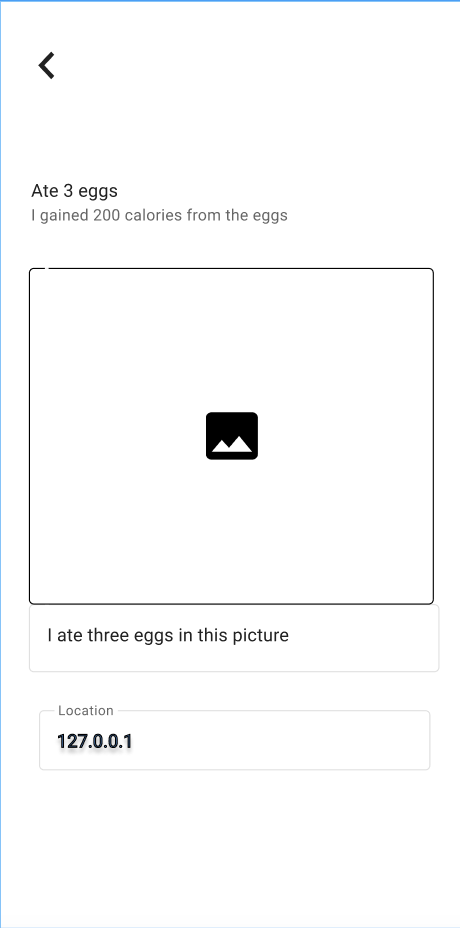 Ate 3 eggs
I gained 200 calories from the eggs
I ate three eggs in this picture
Location
127.0.0.1